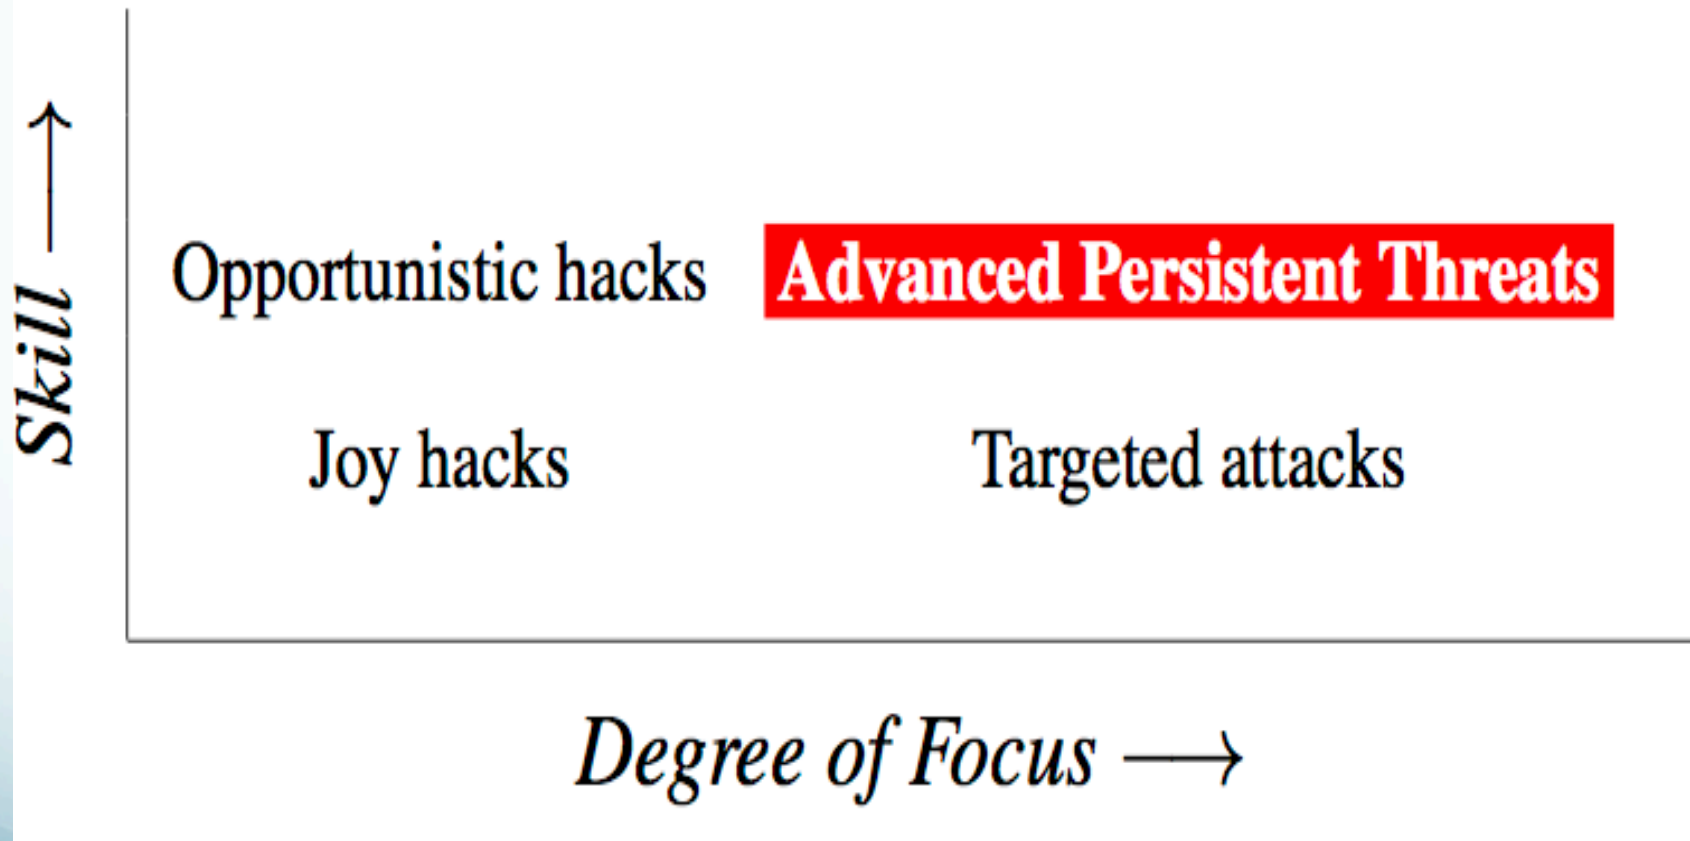 Skill →
Opportunistic hacks Advanced Persistent Threats
Joy hacks Targeted attacks
Degree of Focus →